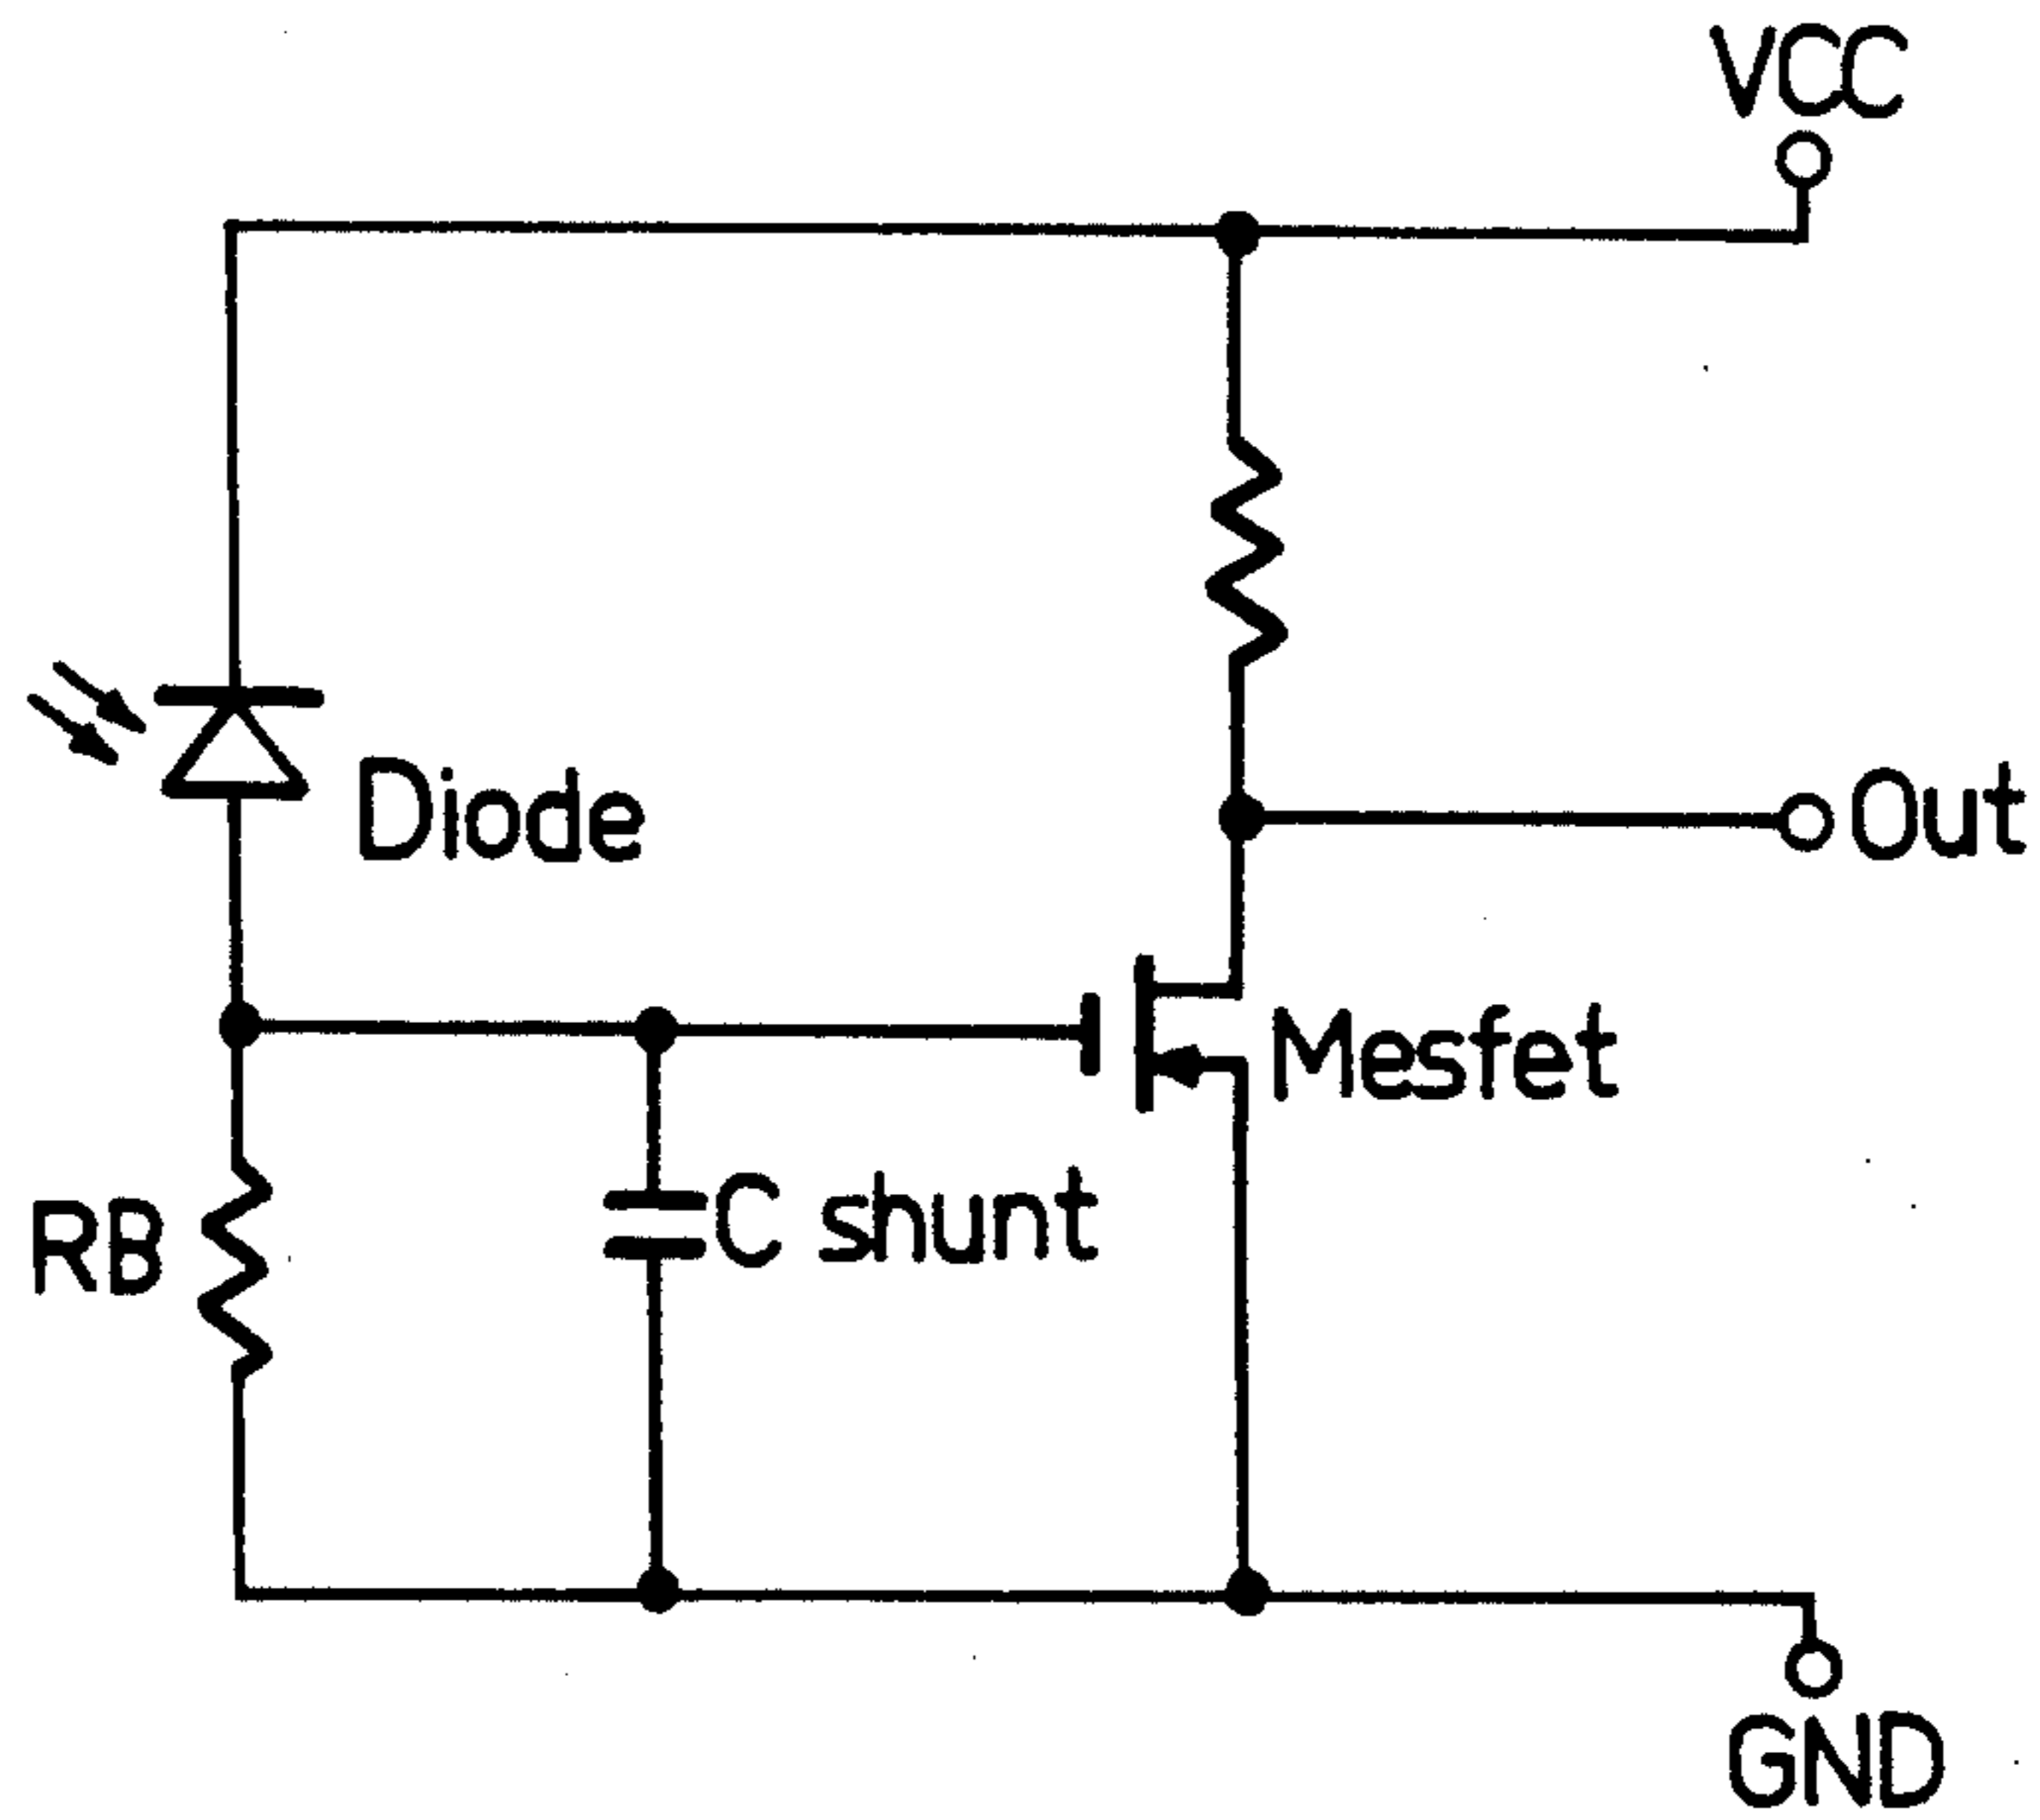 VCC
Diode
Out
Mesfet
RB
C shunt
GND